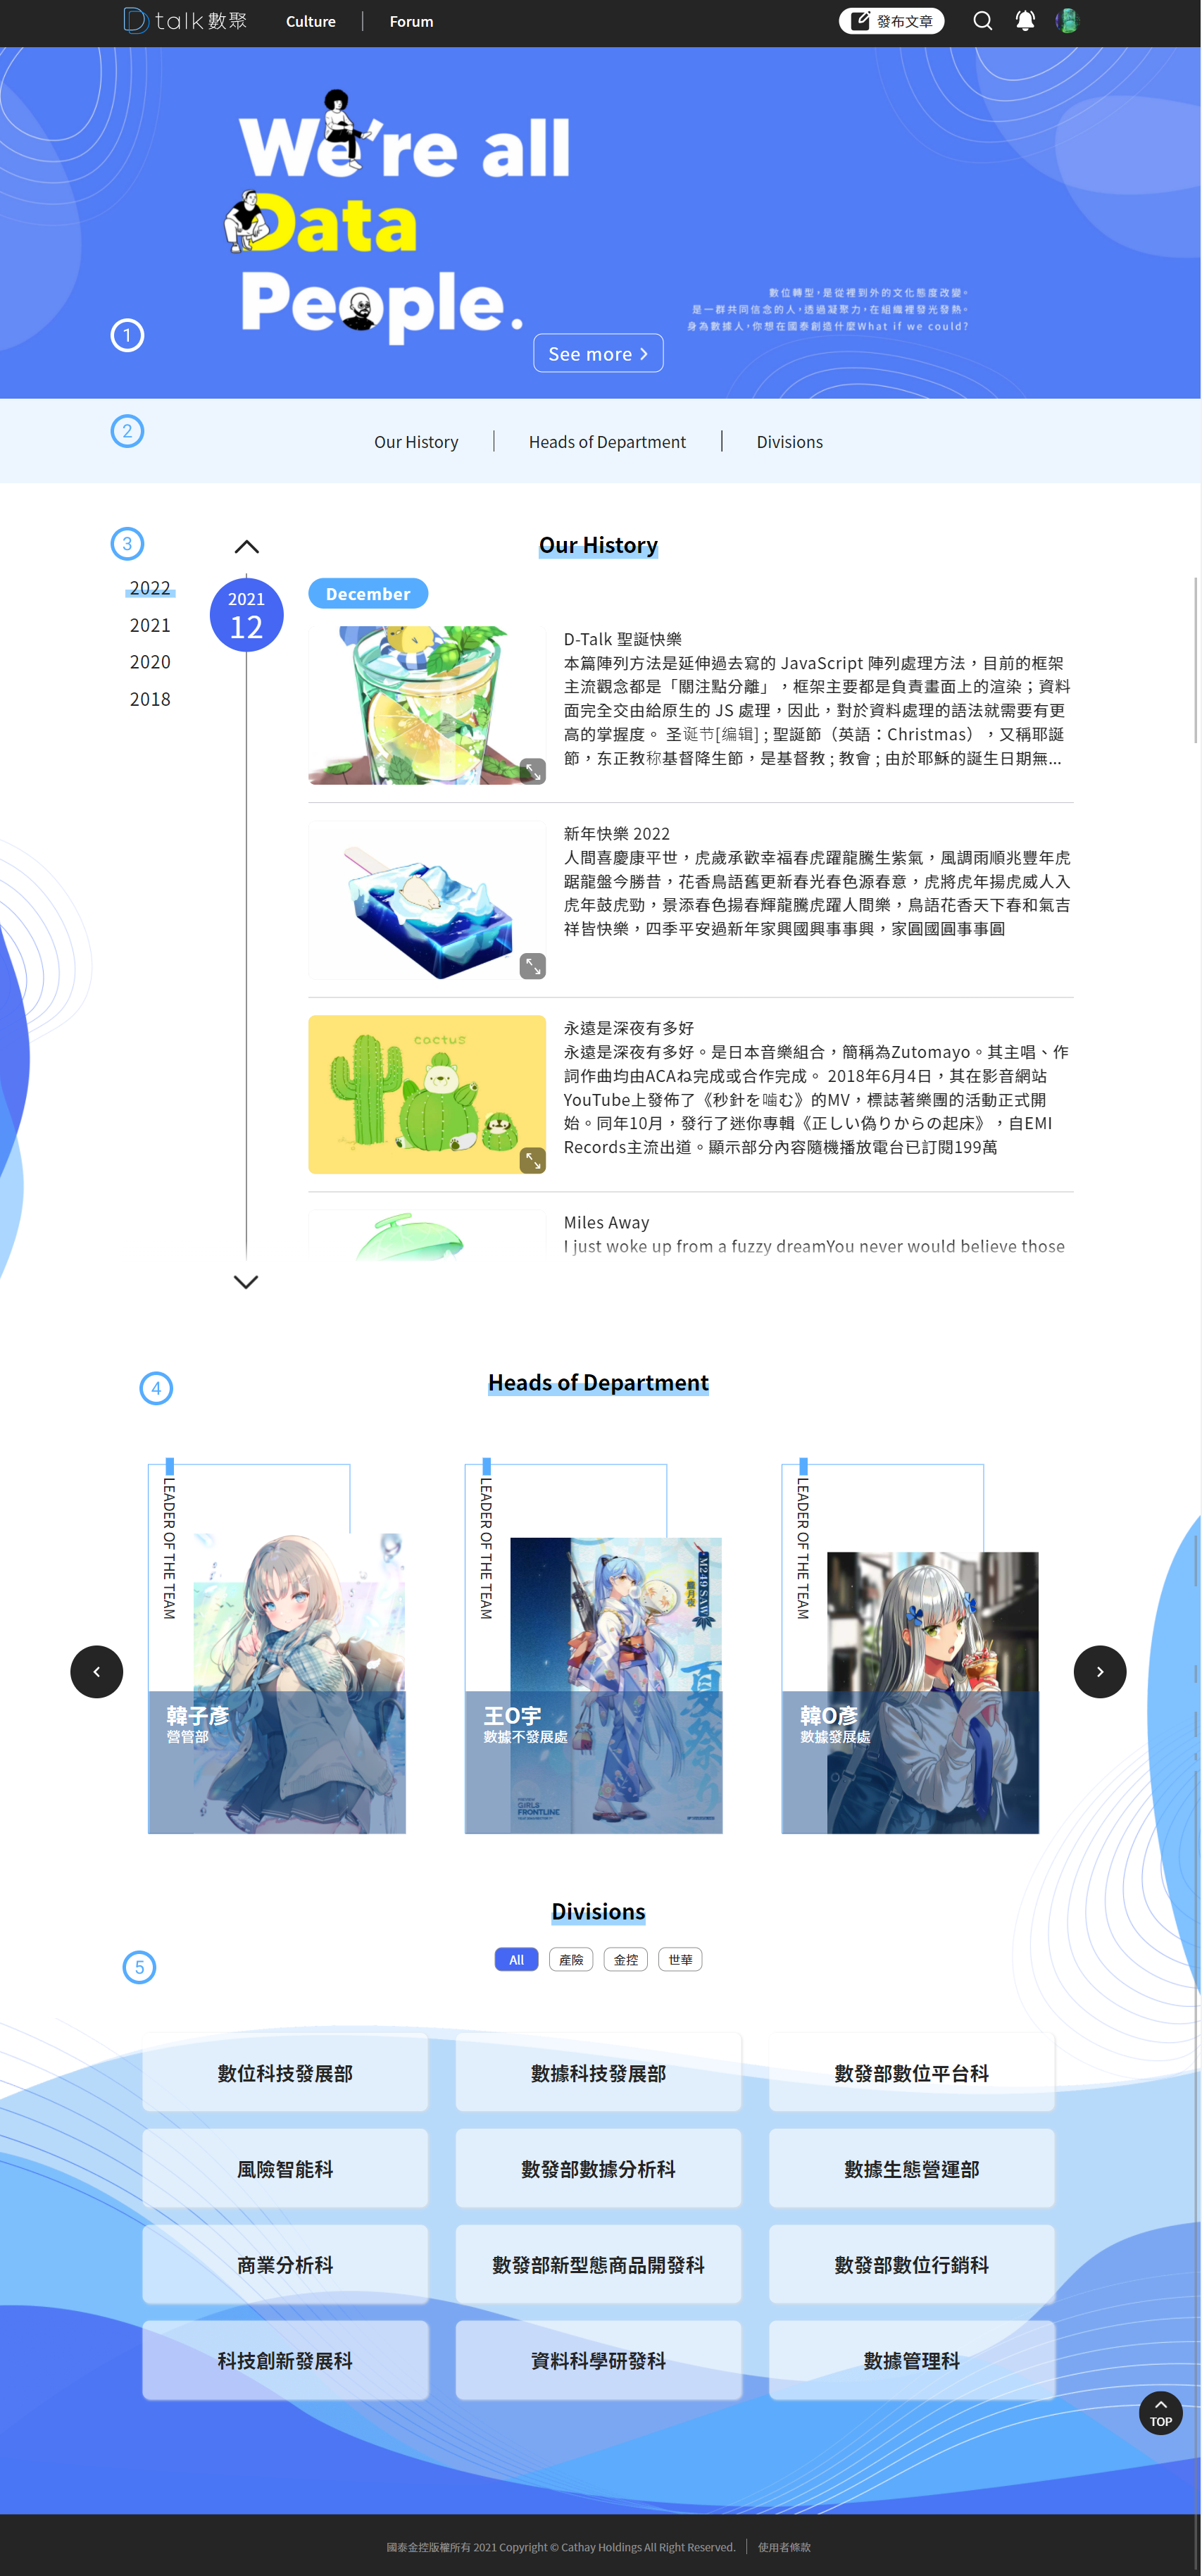 D talk 數聚
Culture
Forum
發布文章
We're all
Data
People.
數位轉型，是從裡到外的文化態度改變。
是一群共同信念的人，透過凝聚力，在組織裡發光發熱。
身為數據人，你想在國泰創造什麼What if we could?
1
See more
2
Our History
Heads of Department
Divisions
3
Our History
2022
2021
2020
2018
2021
12
December
D-Talk 聖誕快樂
本篇陣列方法是延伸過去寫的 JavaScript 陣列處理方法，目前的框架
主流觀念都是「關注點分離」，框架主要都是負責畫面上的渲染；資料
面完全交由給原生的 JS 處理，因此，對於資料處理的語法就需要有更
高的掌握度。 圣诞节[编辑] ; 聖誕節（英語：Christmas），又稱耶誕
節，东正教称基督降生節，是基督教 ; 教會 ; 由於耶穌的誕生日期無...
新年快樂 2022
人間喜慶康平世，虎歲承歡幸福春虎躍龍騰生紫氣，風調雨順兆豐年虎
踞龍盤今勝昔，花香鳥語舊更新春光春色源春意，虎將虎年揚虎威人入
虎年鼓虎勁，景添春色揚春輝龍騰虎躍人間樂，鳥語花香天下春和氣吉
祥皆快樂，四季平安過新年家興國興事事興，家圓國圓事事圓
cactus
永遠是深夜有多好
永遠是深夜有多好。是日本音樂組合，簡稱為Zutomayo。其主唱、作
詞作曲均由ACAね完成或合作完成。 2018年6月4日，其在影音網站
YouTube上發佈了《秒針を噛む》的MV，標誌著樂團的活動正式開
始。同年10月，發行了迷你專輯《正しい偽りからの起床》，自EMI
Records主流出道。顯示部分內容隨機播放電台已訂閱199萬
Miles Away
I just woke up from a fuzzy dreamYou never would believe those
4
Heads of Department
LEADER OF THE TEAM
韓子彥
營管部
LEADER OF THE TEAM
M249 SAW
夏祭り
GIRLS
FRONTLINE
王O宇
數據不發展處
LEADER OF THE TEAM
韓O彥
數據發展處
Divisions
5
All
產險
金控
世華
數位科技發展部
數據科技發展部
數發部數位平台科
風險智能科
數發部數據分析科
數據生態營運部
商業分析科
數發部新型態商品開發科
數發部數位行銷科
科技創新發展科
資料科學研發科
數據管理科
TOP
國泰金控版權所有 2021 Copyright © Cathay Holdings All Right Reserved.
使用者條款